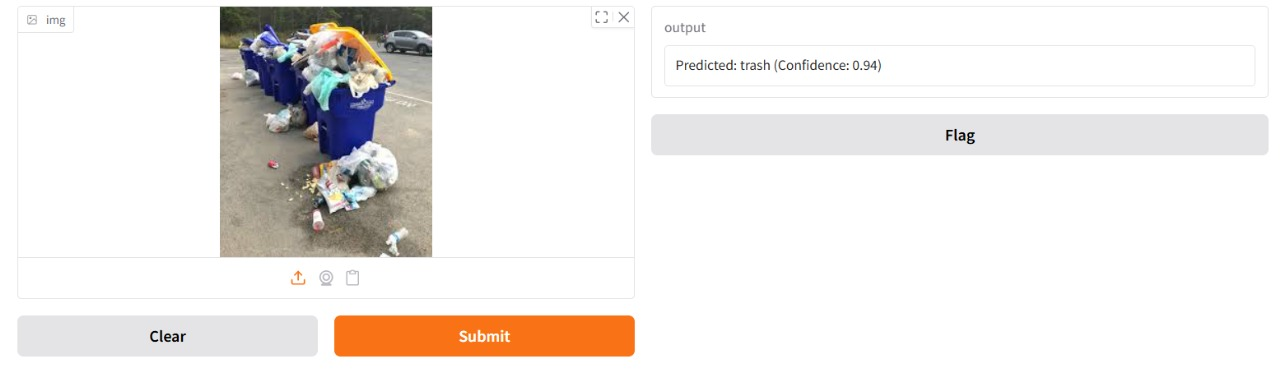 img
output
Predicted: trash (Confidence: 0.94)
Flag
Clear
Submit